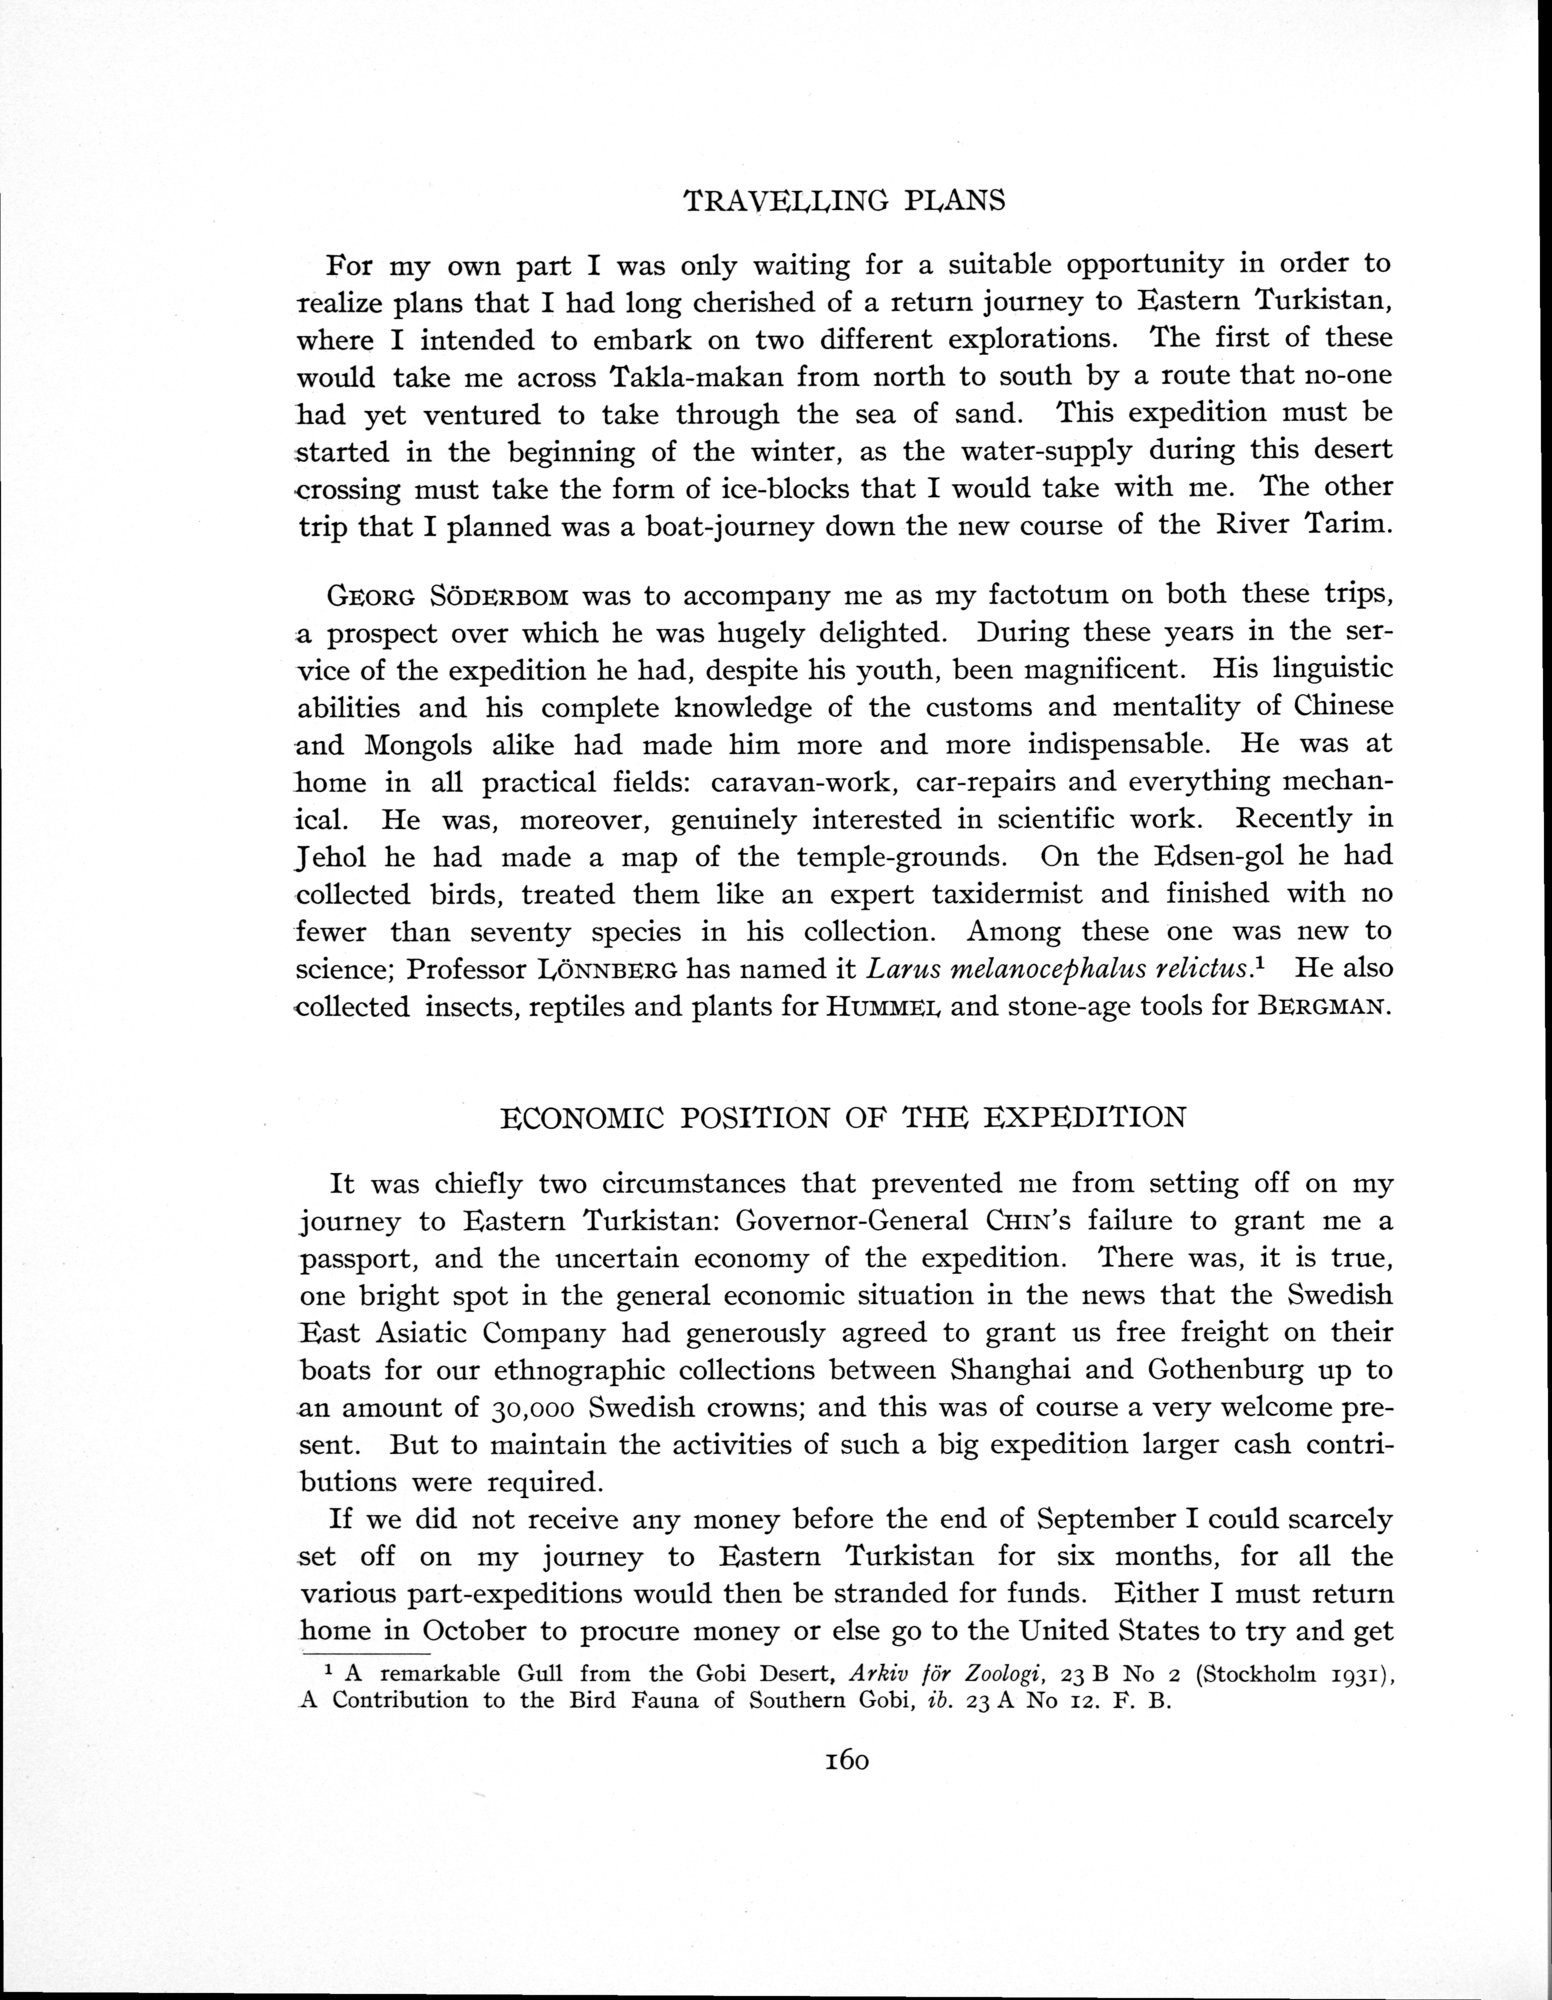 TRAVELLING PLANS
For my own part I was only waiting for a suitable opportunity in order to
realize plans that I had long cherished of a return journey to Eastern Turkistan,
where I intended to embark on two different explorations. The first of these
would take me across Takla-makan from north to south by a route that no-one
had yet ventured to take through the sea of sand. This expedition must be
started in the beginning of the winter, as the water-supply during this desert
crossing must take the form of ice-blocks that I would take with me. The other
trip that I planned was a boat-journey down the new course of the River Tarim.
GEORG SÖDERBOM was to accompany me as my factotum on both these trips,
a prospect over which he was hugely delighted. During these years in the ser-
vice of the expedition he had, despite his youth, been magnificent. His linguistic
abilities and his complete knowledge of the customs and mentality of Chinese
and Mongols alike had made him more and more indispensable. He was at
home in all practical fields: caravan-work, car-repairs and everything mechan-
ical. He was, moreover, genuinely interested in scientific work. Recently in
Jehol he had made a map of the temple-grounds. On the Edsen-gol he had
collected birds, treated them like an expert taxidermist and finished with no
fewer than seventy species in his collection. Among these one was new to
science; Professor LÖNNBERG has named it Larus melanocephalus relictus.¹ He also
collected insects, reptiles and plants for HUMMEL and stone-age tools for BERGMAN.
ECONOMIC POSITION OF THE EXPEDITION
It was chiefly two circumstances that prevented me from setting off on my
journey to Eastern Turkistan: Governor-General CHIN's failure to grant me a
passport, and the uncertain economy of the expedition. There was, it is true,
one bright spot in the general economic situation in the news that the Swedish
East Asiatic Company had generously agreed to grant us free freight on their
boats for our ethnographic collections between Shanghai and Gothenburg up to
an amount of 30,000 Swedish crowns; and this was of course a very welcome pre-
sent. But to maintain the activities of such a big expedition larger cash contri-
butions were required.
If we did not receive any money before the end of September I could scarcely
set off on my journey to Eastern Turkistan for six months, for all the
various part-expeditions would then be stranded for funds. Either I must return
home in October to procure money or else go to the United States to try and get
¹ A remarkable Gull from the Gobi Desert, Arkiv för Zoologi, 23 B No 2 (Stockholm 1931),
A Contribution to the Bird Fauna of Southern Gobi, ib. 23 A No 12. F. B.
160